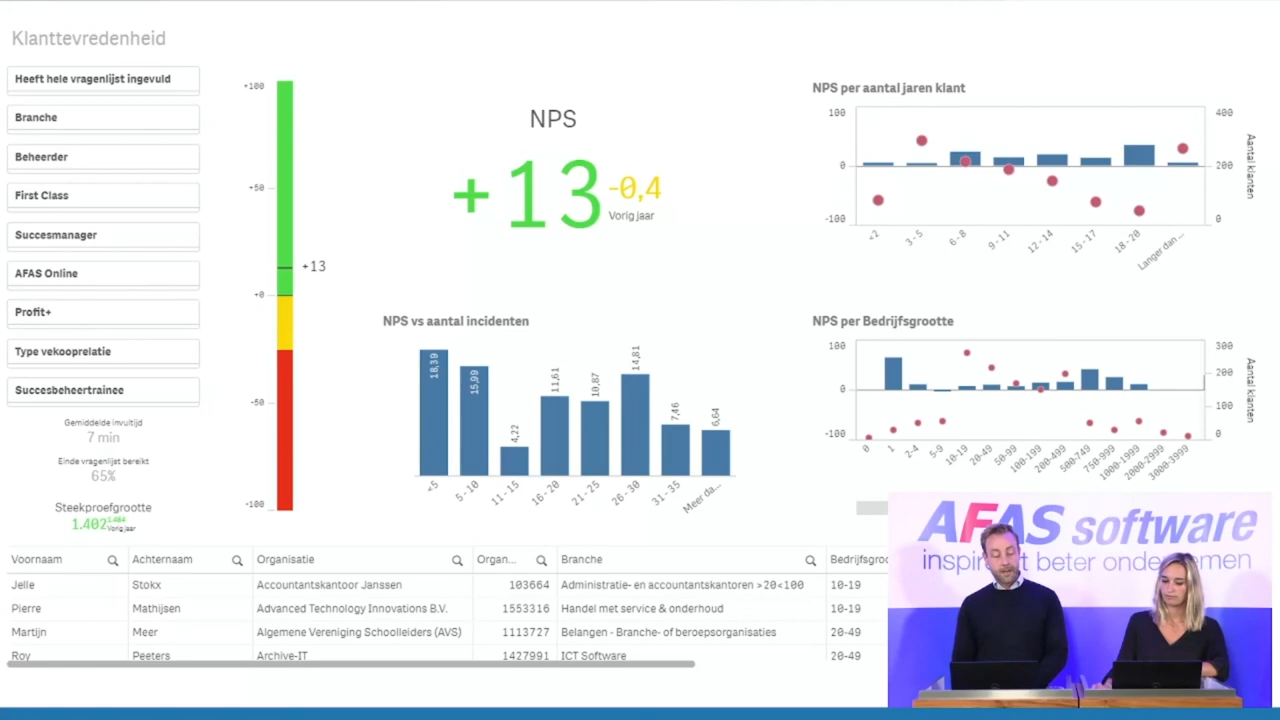 Klanttevredenheid
Heeft hele vragenlijst ingevuld
Branche
Beheerder
First Class
Succesmanager
AFAS Online
Profit+
Type vekooprelatie
Succesbeheertrainee
Gemiddelde invultijd
7 min
Einde vragenlijst bereikt
65%
Steekproefgrootte
1.402
Vorig jaar
+100
+50
+13
+0
-50
-100
NPS
+13
-0,4
Vorig jaar
NPS vs aantal incidenten
18,39
15,99
4,22
11,61
10,87
14,81
7,46
6,64
<5
5-10
11-15
16-20
21-25
26-30
31-35
Meer da...
NPS per aantal jaren klant
100
0
-100
400
200
0
Aantal klanten
<2
3-5
6-8
9-11
12-14
15-17
18-20
Langer dan ...
NPS per Bedrijfsgrootte
100
0
-100
300
200
100
0
Aantal klanten
0
1
2-4
5-9
10-19
20-49
50-99
100-199
200-499
500-749
750-999
1000-1999
2000-2999
3000-3999
Voornaam Achternaam Organisatie Organ... Branche Bedrijfsgroo
Jelle Stokx Accountantskantoor Janssen 103664 Administratie- en accountantskantoren >20<100 10-19
Pierre Mathijsen Advanced Technology Innovations B.V. 1553316 Handel met service & onderhoud 10-19
Martijn Meer Algemene Vereniging Schoolleiders (AVS) 1113727 Belangen - Branche- of beroepsorganisaties 20-49
Roy Peeters Archive-IT 1427991 ICT Software 20-49
AFAS software
beter